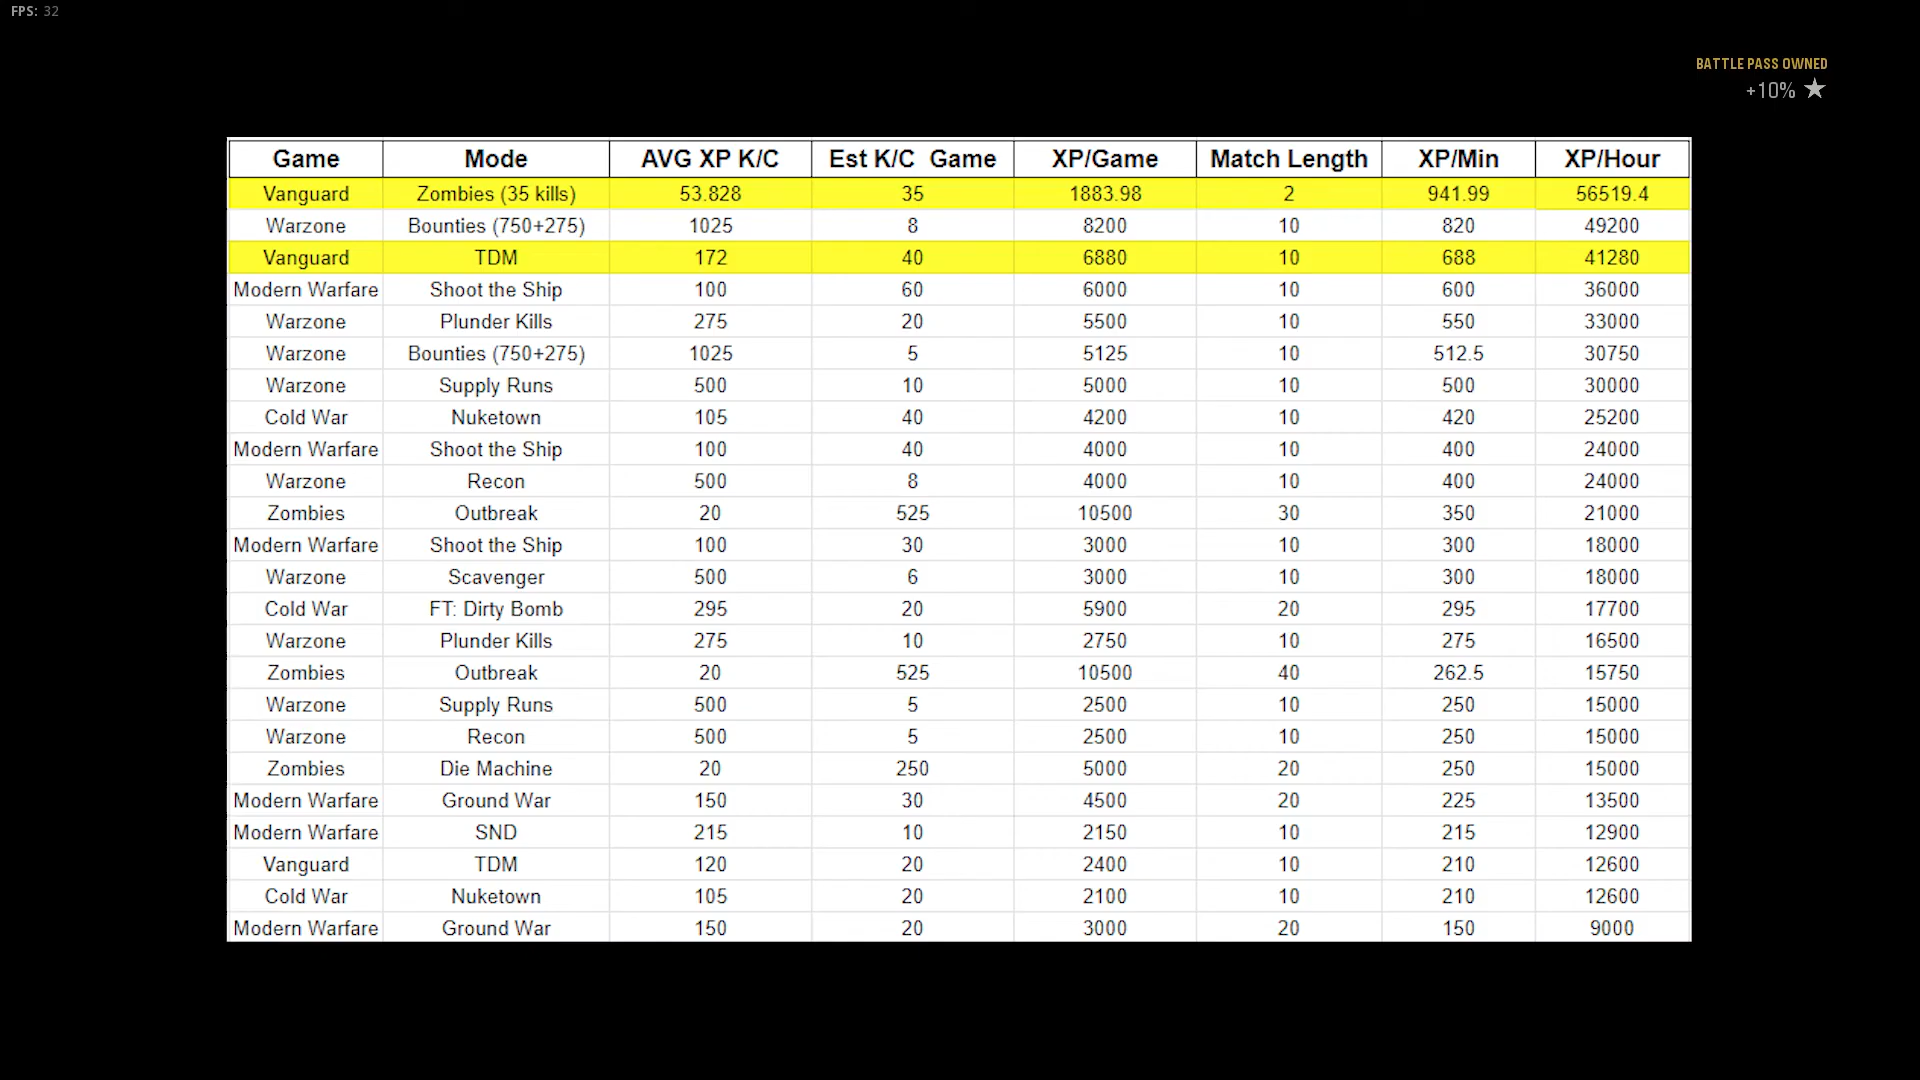 FPS: 32
BATTLE PASS OWNED
+10%
Game Mode AVG XP K/C Est K/C Game XP/Game Match Length XP/Min XP/Hour
Vanguard Zombies (35 kills) 53.828 35 1883.98 2 941.99 56519.4
Warzone Bounties (750+275) 1025 8 8200 10 820 49200
Vanguard TDM 172 40 6880 10 688 41280
Modern Warfare Shoot the Ship 100 60 6000 10 600 36000
Warzone Plunder Kills 275 20 5500 10 550 33000
Warzone Bounties (750+275) 1025 5 5125 10 512.5 30750
Warzone Supply Runs 500 10 5000 10 500 30000
Cold War Nuketown 105 40 4200 10 420 25200
Modern Warfare Shoot the Ship 100 40 4000 10 400 24000
Warzone Recon 500 8 4000 10 400 24000
Zombies Outbreak 20 525 10500 30 350 21000
Modern Warfare Shoot the Ship 100 30 3000 10 300 18000
Warzone Scavenger 500 6 3000 10 300 18000
Cold War FT: Dirty Bomb 295 20 5900 20 295 17700
Warzone Plunder Kills 275 10 2750 10 275 16500
Zombies Outbreak 20 525 10500 40 262.5 15750
Warzone Supply Runs 500 5 2500 10 250 15000
Warzone Recon 500 5 2500 10 250 15000
Zombies Die Machine 20 250 5000 20 250 15000
Modern Warfare Ground War 150 30 4500 20 225 13500
Modern Warfare SND 215 10 2150 10 215 12900
Vanguard TDM 120 20 2400 10 210 12600
Cold War Nuketown 105 20 2100 10 210 12600
Modern Warfare Ground War 150 20 3000 20 150 9000